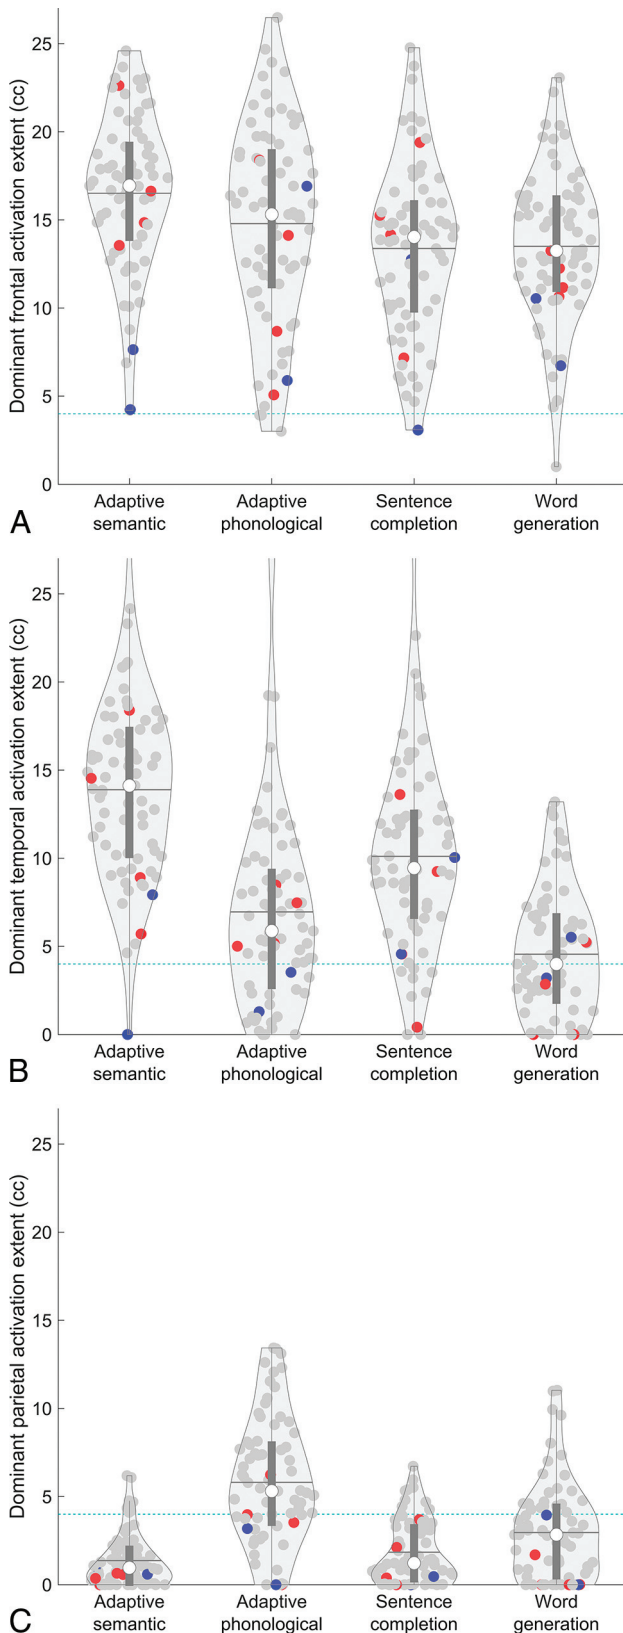 Dominant frontal activation extent (cc)
25
20
15
10
5
0
Adaptive semantic
Adaptive phonological
Sentence completion
Word generation
A
Dominant temporal activation extent (cc)
25
20
15
10
5
0
Adaptive semantic
Adaptive phonological
Sentence completion
Word generation
B
Dominant parietal activation extent (cc)
25
20
15
10
5
0
Adaptive semantic
Adaptive phonological
Sentence completion
Word generation
C